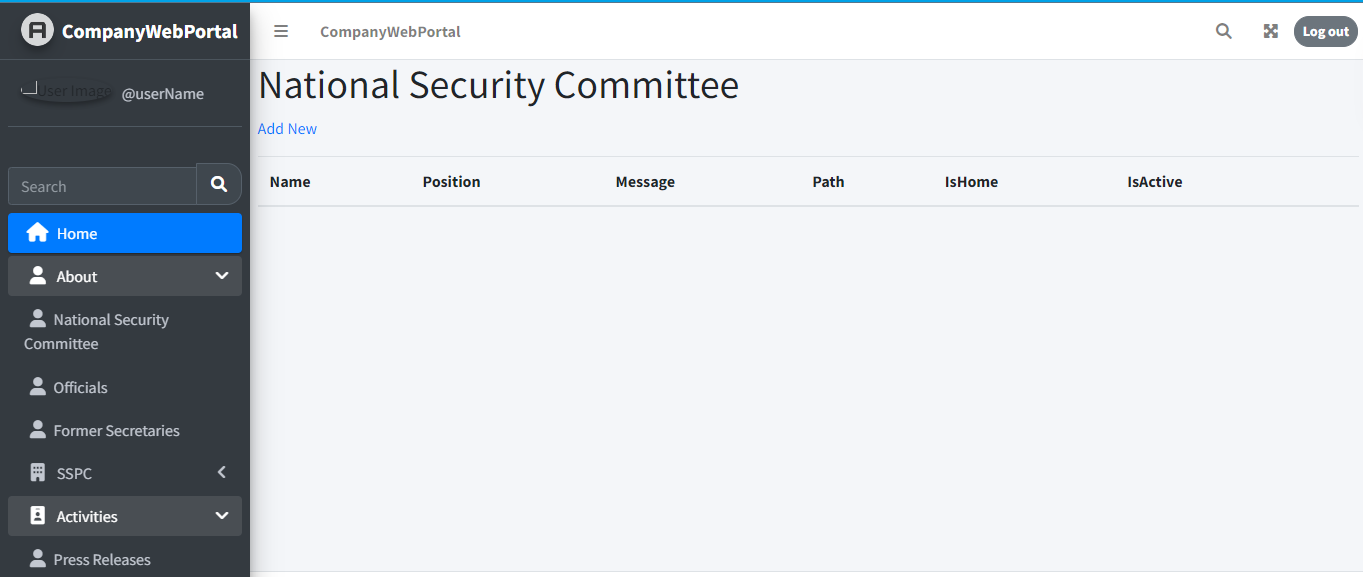 CompanyWebPortal
CompanyWebPortal
Log out
User Image
@userName
National Security Committee
Add New
Search
Name Position Message Path IsHome IsActive
Home
About
National Security
Committee
Officials
Former Secretaries
SSPC
Activities
Press Releases